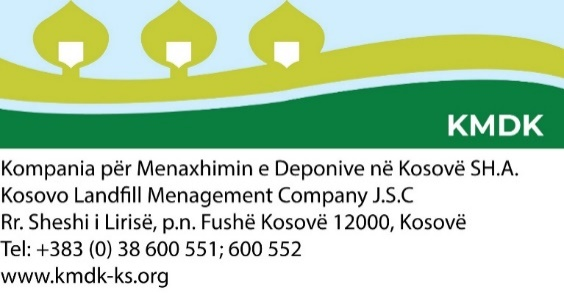 KMDK
Kompania për Menaxhimin e Deponive në Kosovë SH.A.
Kosovo Landfill Menagement Company J.S.C
Rr. Sheshi i Lirisë, p.n. Fushë Kosovë 12000, Kosovë
Tel: +383 (0) 38 600 551; 600 552
www.kmdk-ks.org